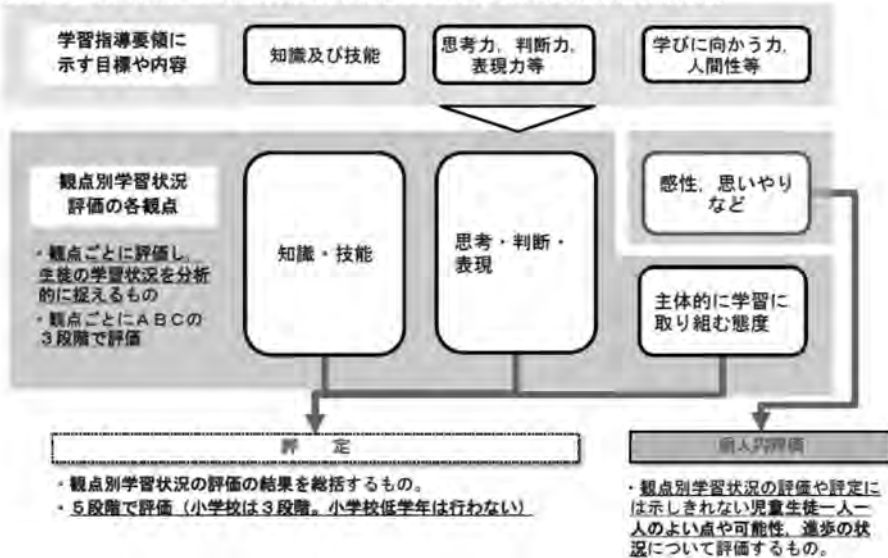 学習指導要領に
示す目標や内容
知識及び技能
思考力，判断力，
表現力等
学びに向かう力，
人間性等
観点別学習状況
評価の各観点
・観点ごとに評価し，
生徒の学習状況を分析
的に捉えるもの
・観点ごとにＡＢＣの
３段階で評価
知識・技能
思考・判断・
表現
感性，思いやり
など
主体的に学習に
取り組む態度
評　定
・観点別学習状況の評価の結果を総括するもの。
・５段階で評価（小学校は３段階。小学校低学年は行わない）
個人内評価
・観点別学習状況の評価や評定に
は示しきれない児童生徒一人一
人のよい点や可能性，進歩の状
況について評価するもの。